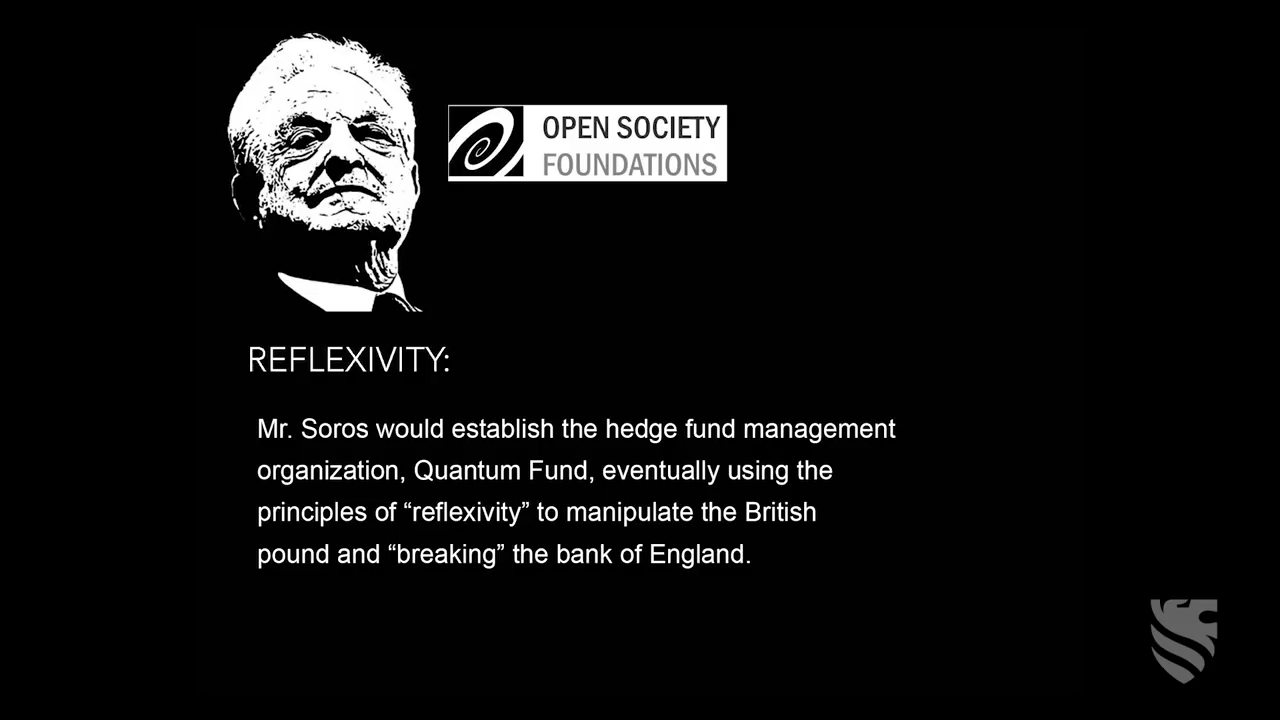 OPEN SOCIETY
FOUNDATIONS
REFLEXIVITY:
Mr. Soros would establish the hedge fund management
organization, Quantum Fund, eventually using the
principles of “reflexivity” to manipulate the British
pound and “breaking” the bank of England.